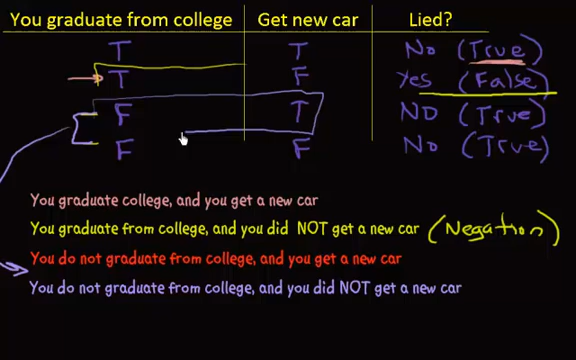 You graduate from college Get new car Lied?
T T No (True)
T F Yes (False)
F T NO (True)
F F No (True)
You graduate college, and you get a new car
You graduate from college, and you did NOT get a new car (Negation)
You do not graduate from college, and you get a new car
You do not graduate from college, and you did NOT get a new car